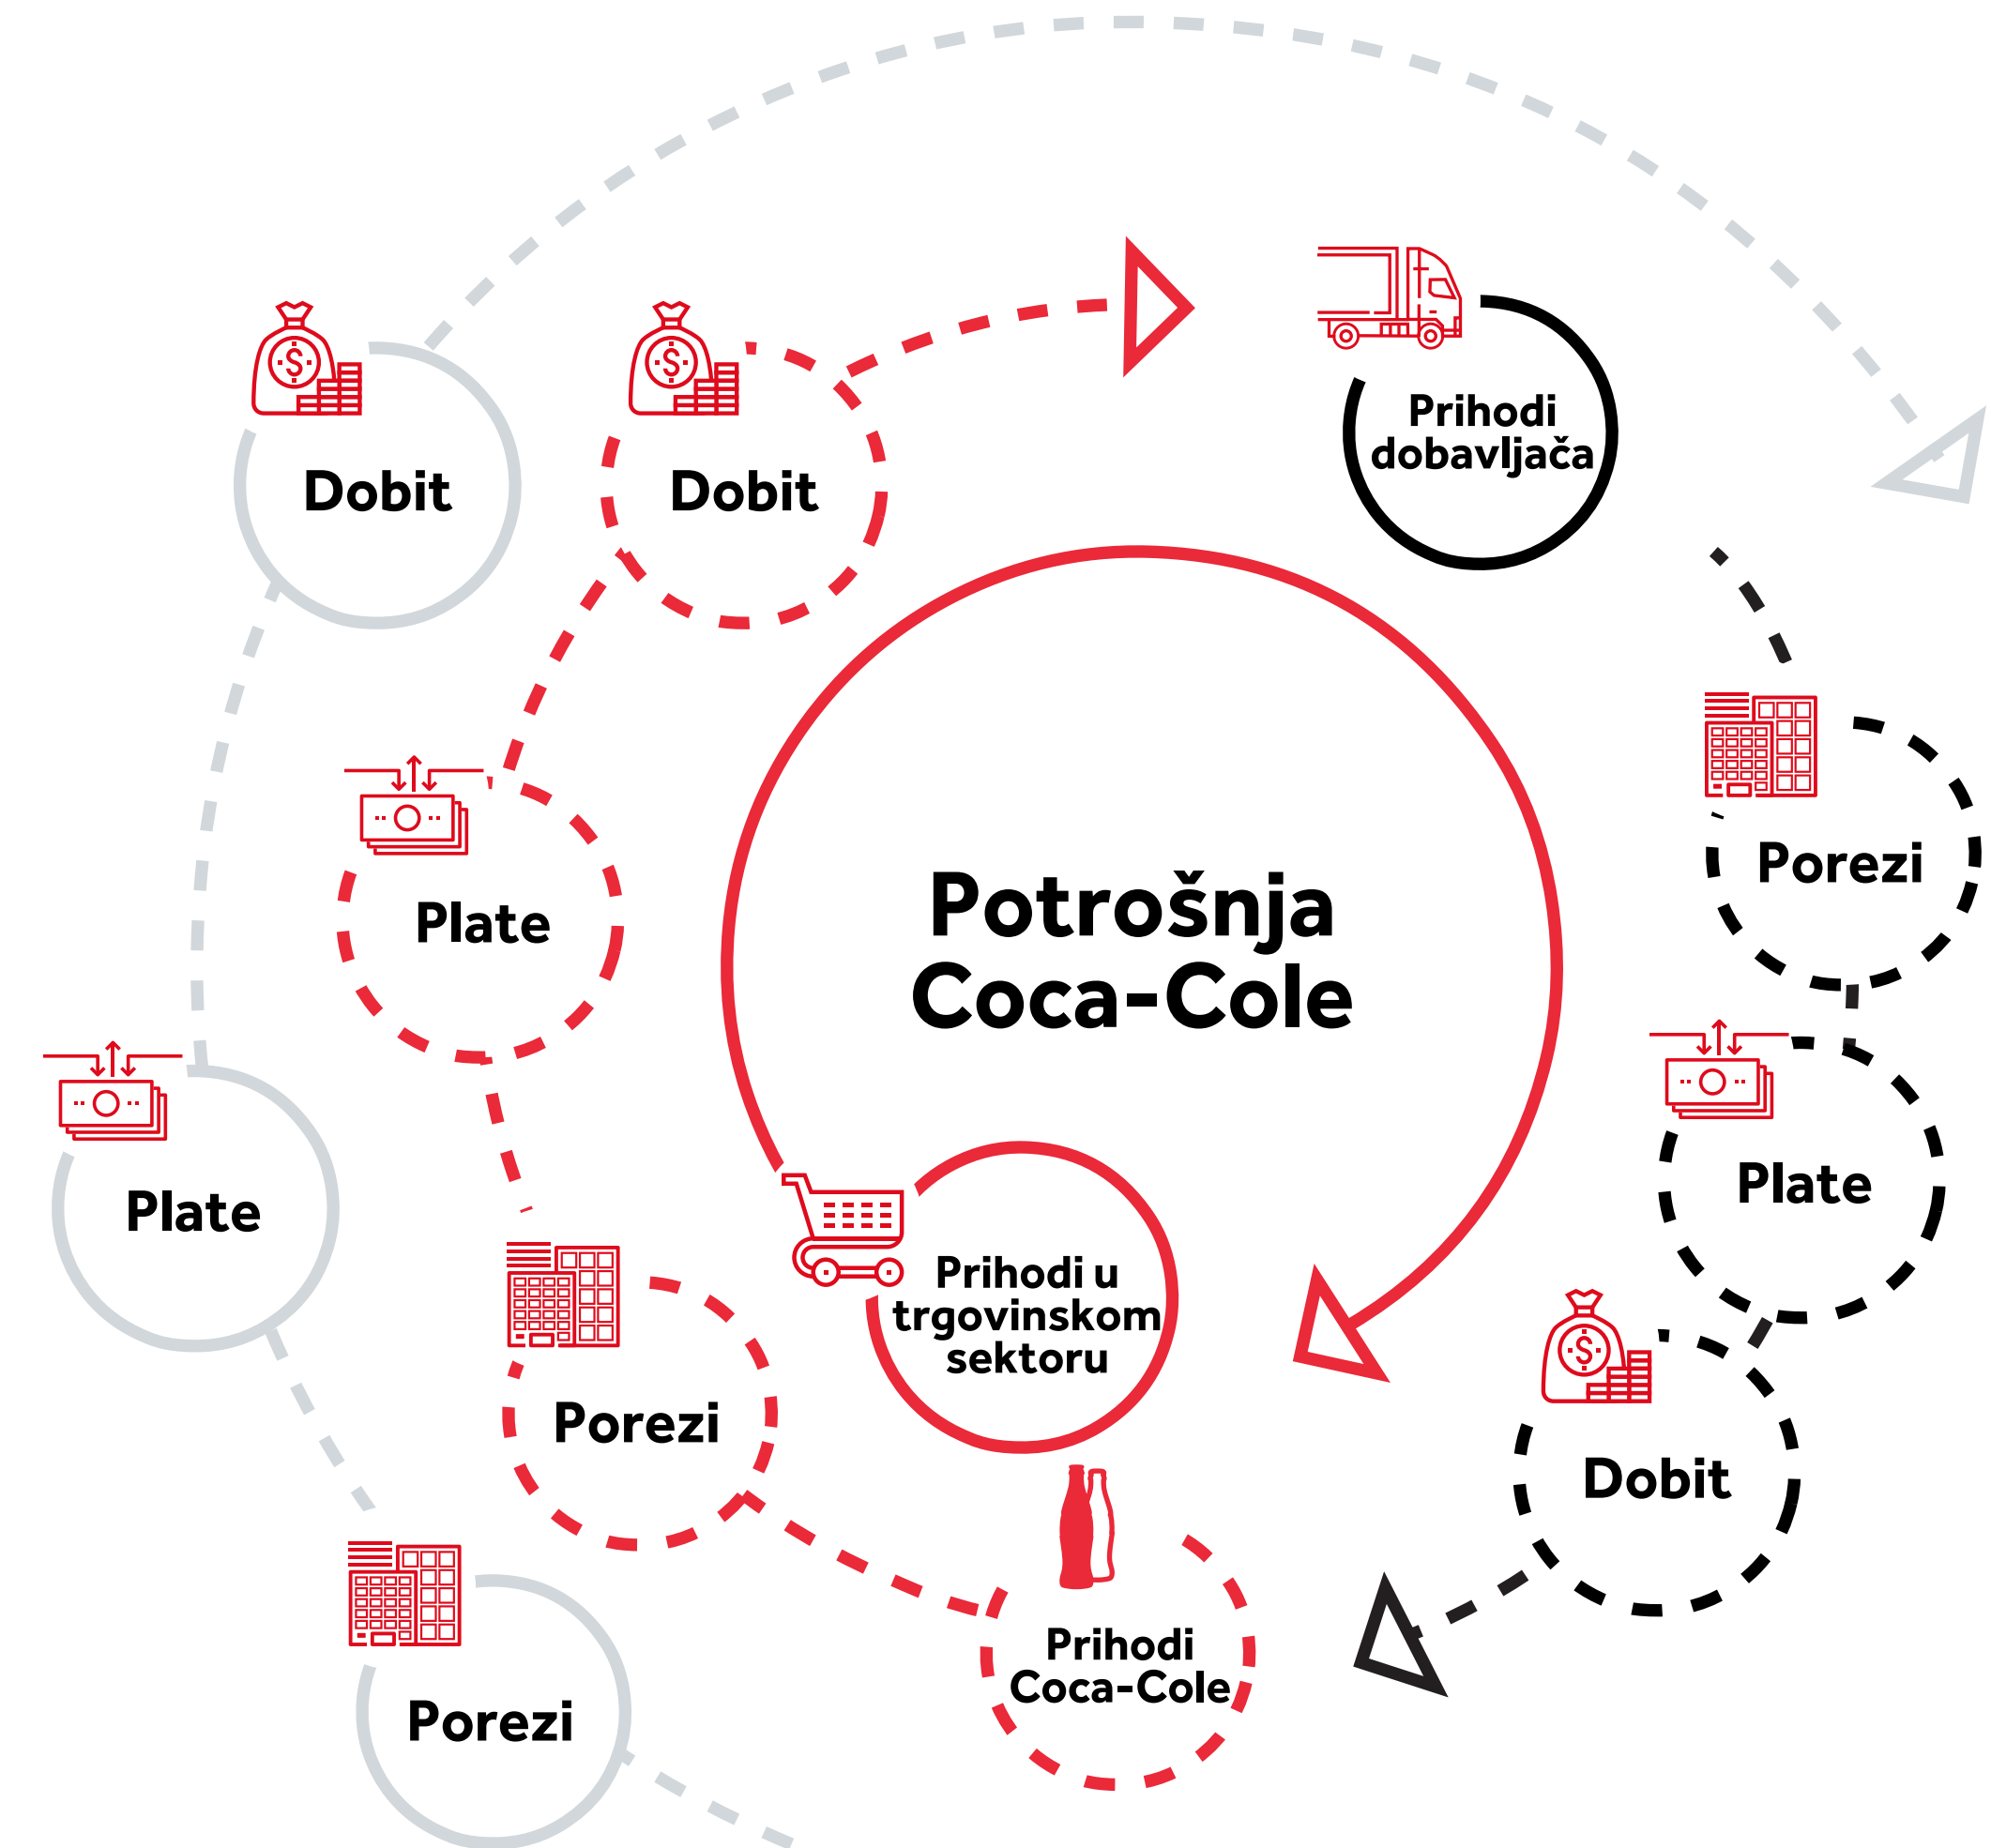 Prihodi
dobavljača
Dobit
Dobit
Porezi
Plate
Potrošnja
Coca-Cole
Plate
Plate
Prihodi u
trgovinskom
sektoru
Porezi
Dobit
Prihodi
Coca-Cole
Porezi